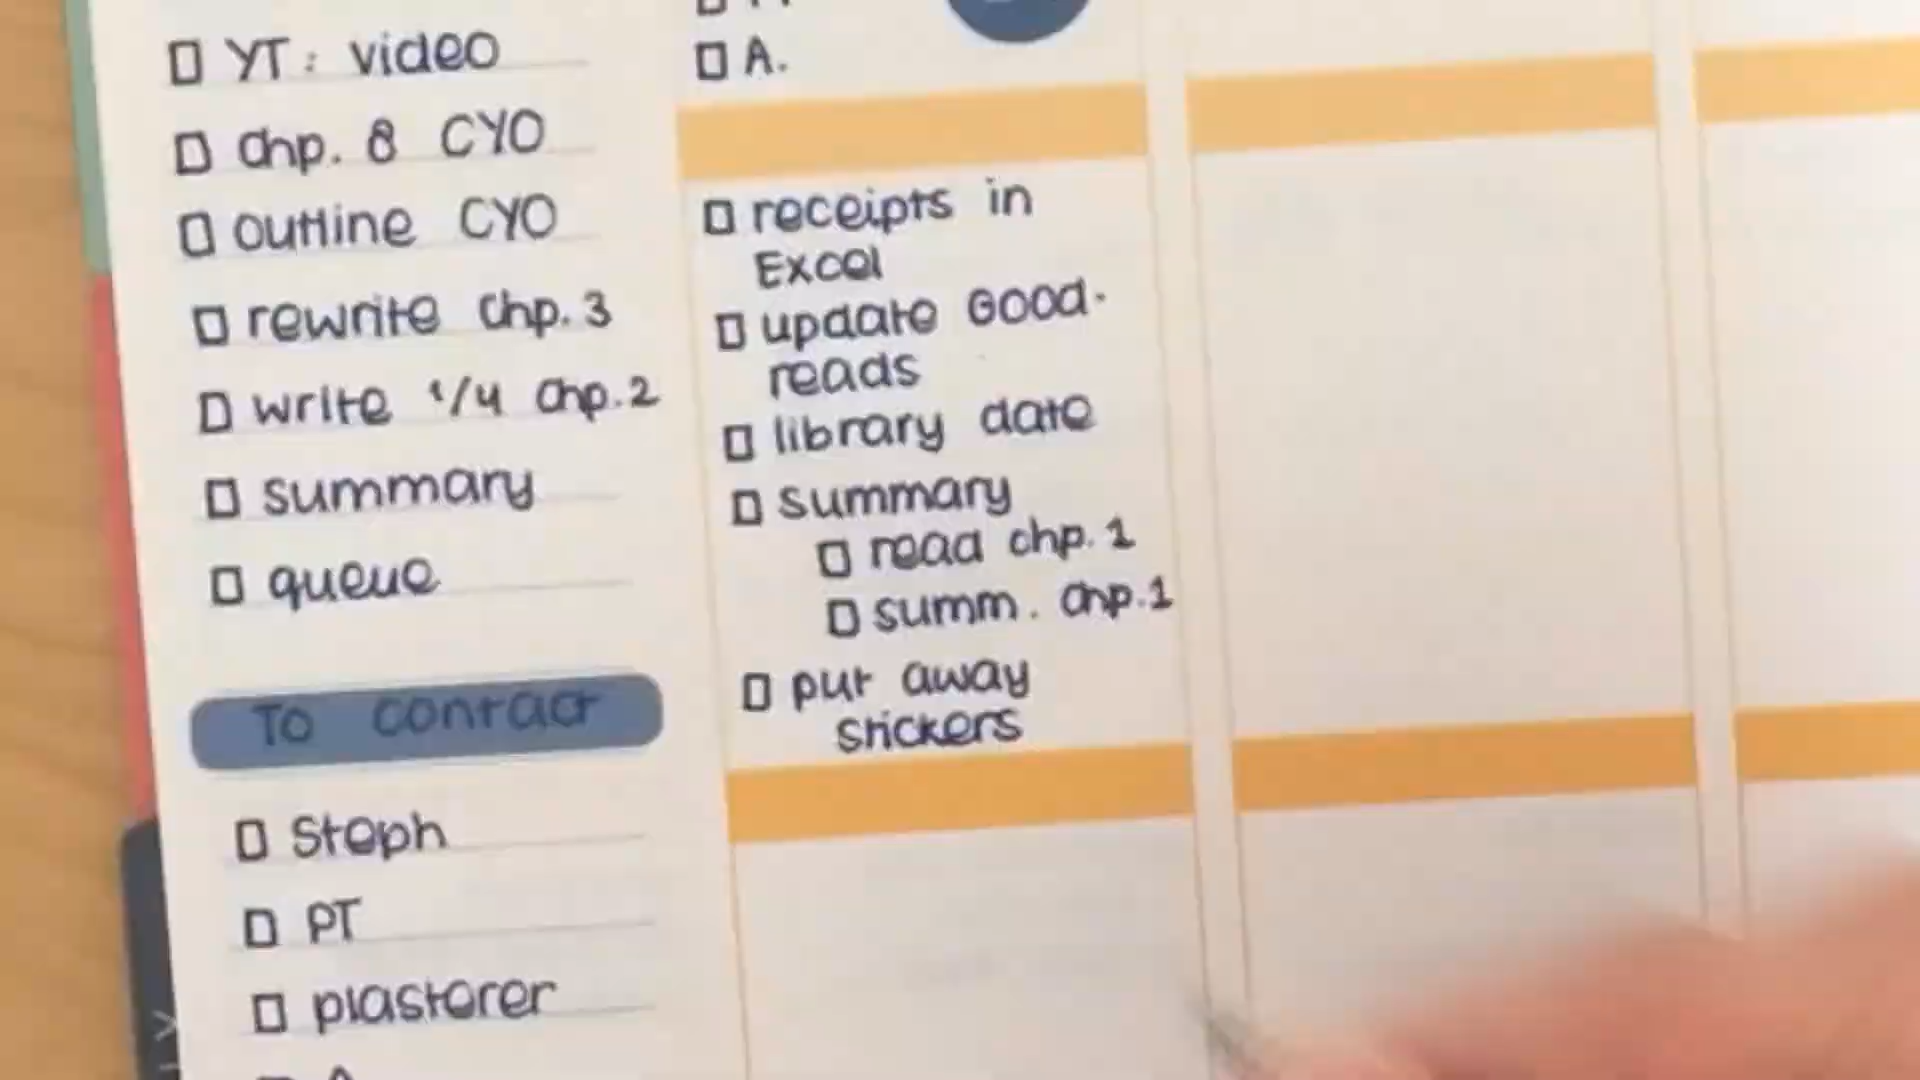 YT: video
chp. 8 CYO
outline CYO
rewrite chp. 3
write 1/4 chp. 2
summary
queue
To contact
Steph
PT
plasterer
A.
receipts in
Excel
update Good-
reads
library date
summary
read chp. 1
summ. chp. 1
put away
stickers